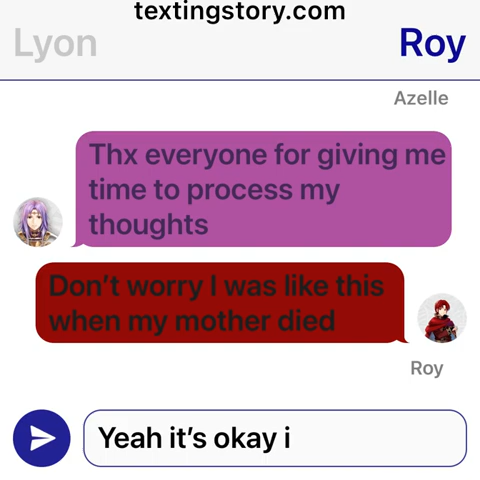 textingstory.com
Lyon Roy
Azelle
Thx everyone for giving me
time to process my
thoughts
Don't worry I was like this
when my mother died
Roy
Yeah it's okay i